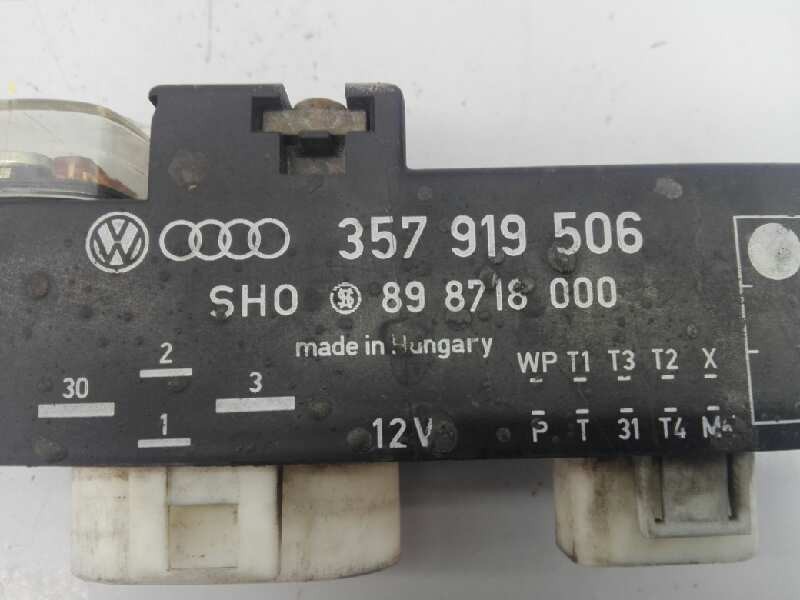 357 919 506
SHO 89 8718 000
made in Hungary
WP T1 T3 T2 X
30 2 3
1 12V P T 31 T4